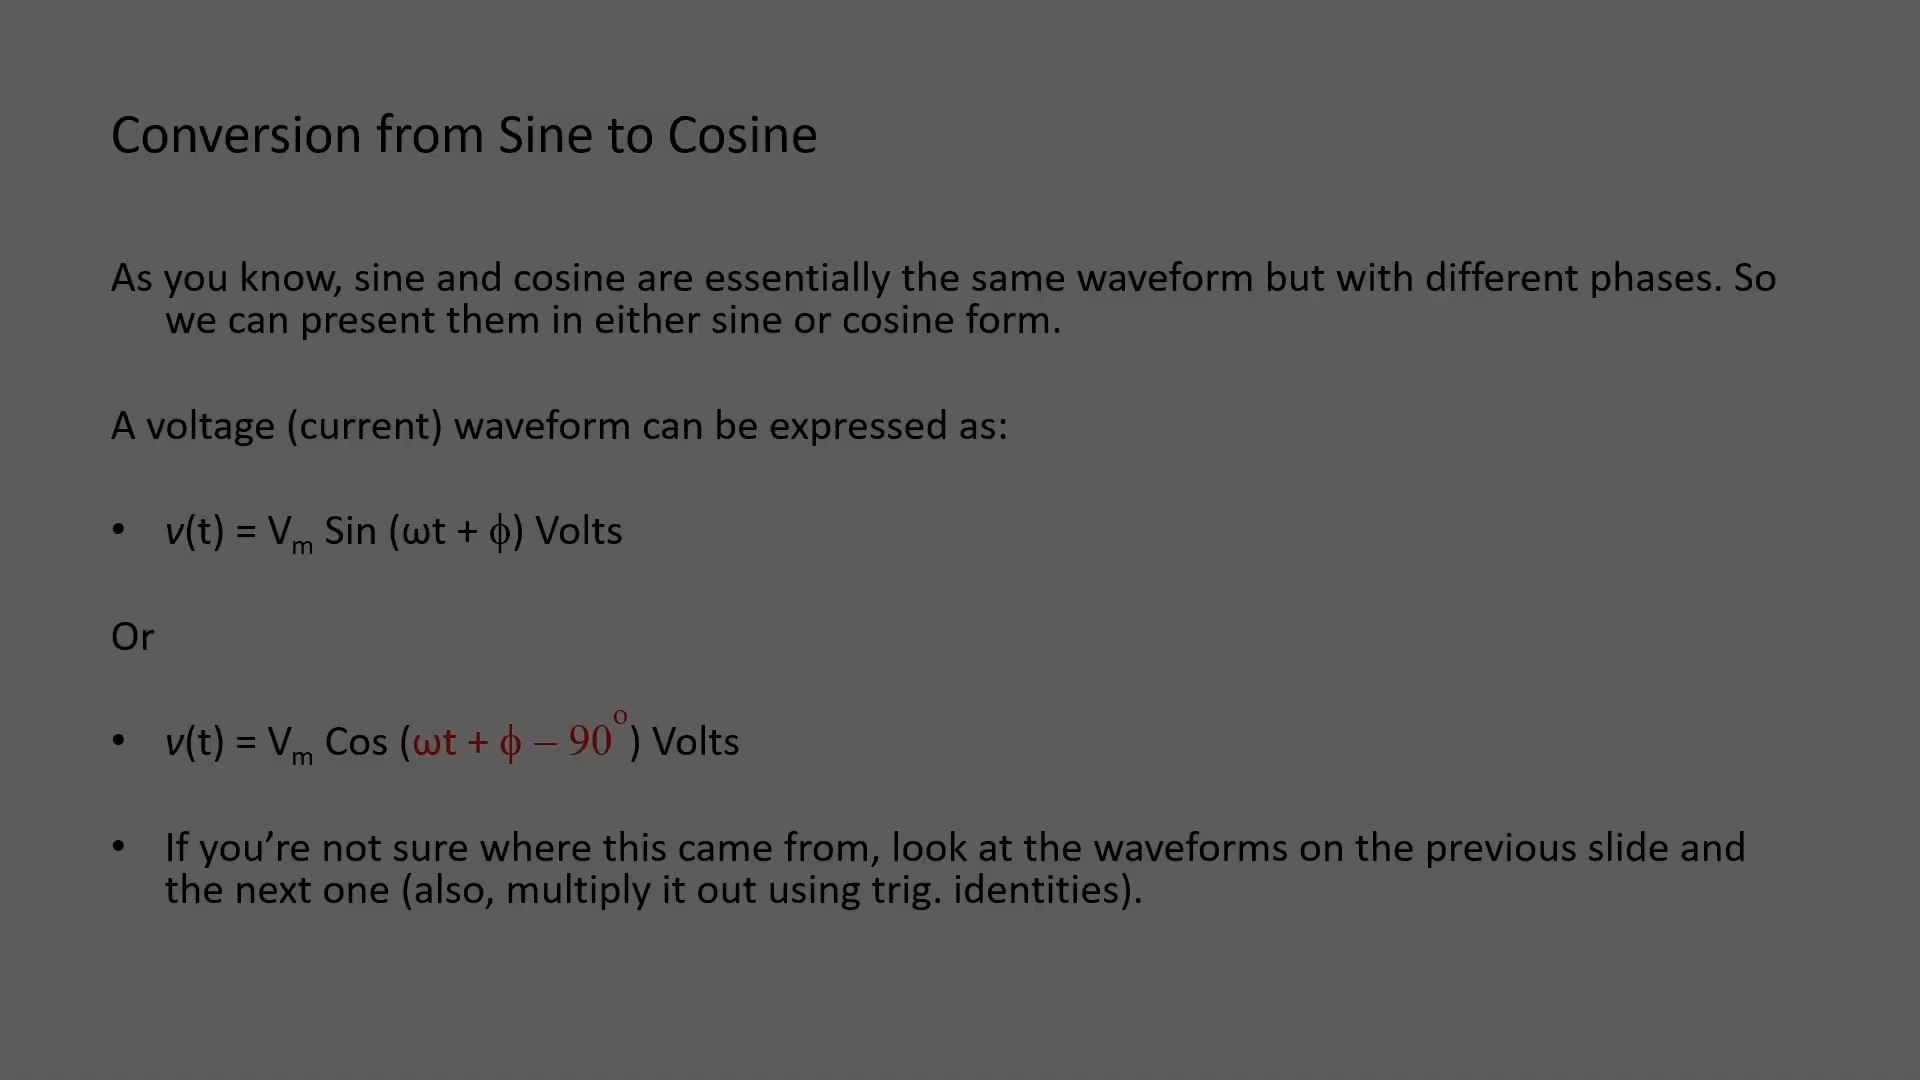 Conversion from Sine to Cosine
As you know, sine and cosine are essentially the same waveform but with different phases. So
we can present them in either sine or cosine form.
A voltage (current) waveform can be expressed as:
• v(t) = Vm Sin (ωt + ϕ) Volts
Or
• v(t) = Vm Cos (ωt + ϕ – 90°) Volts
• If you’re not sure where this came from, look at the waveforms on the previous slide and
the next one (also, multiply it out using trig. identities).